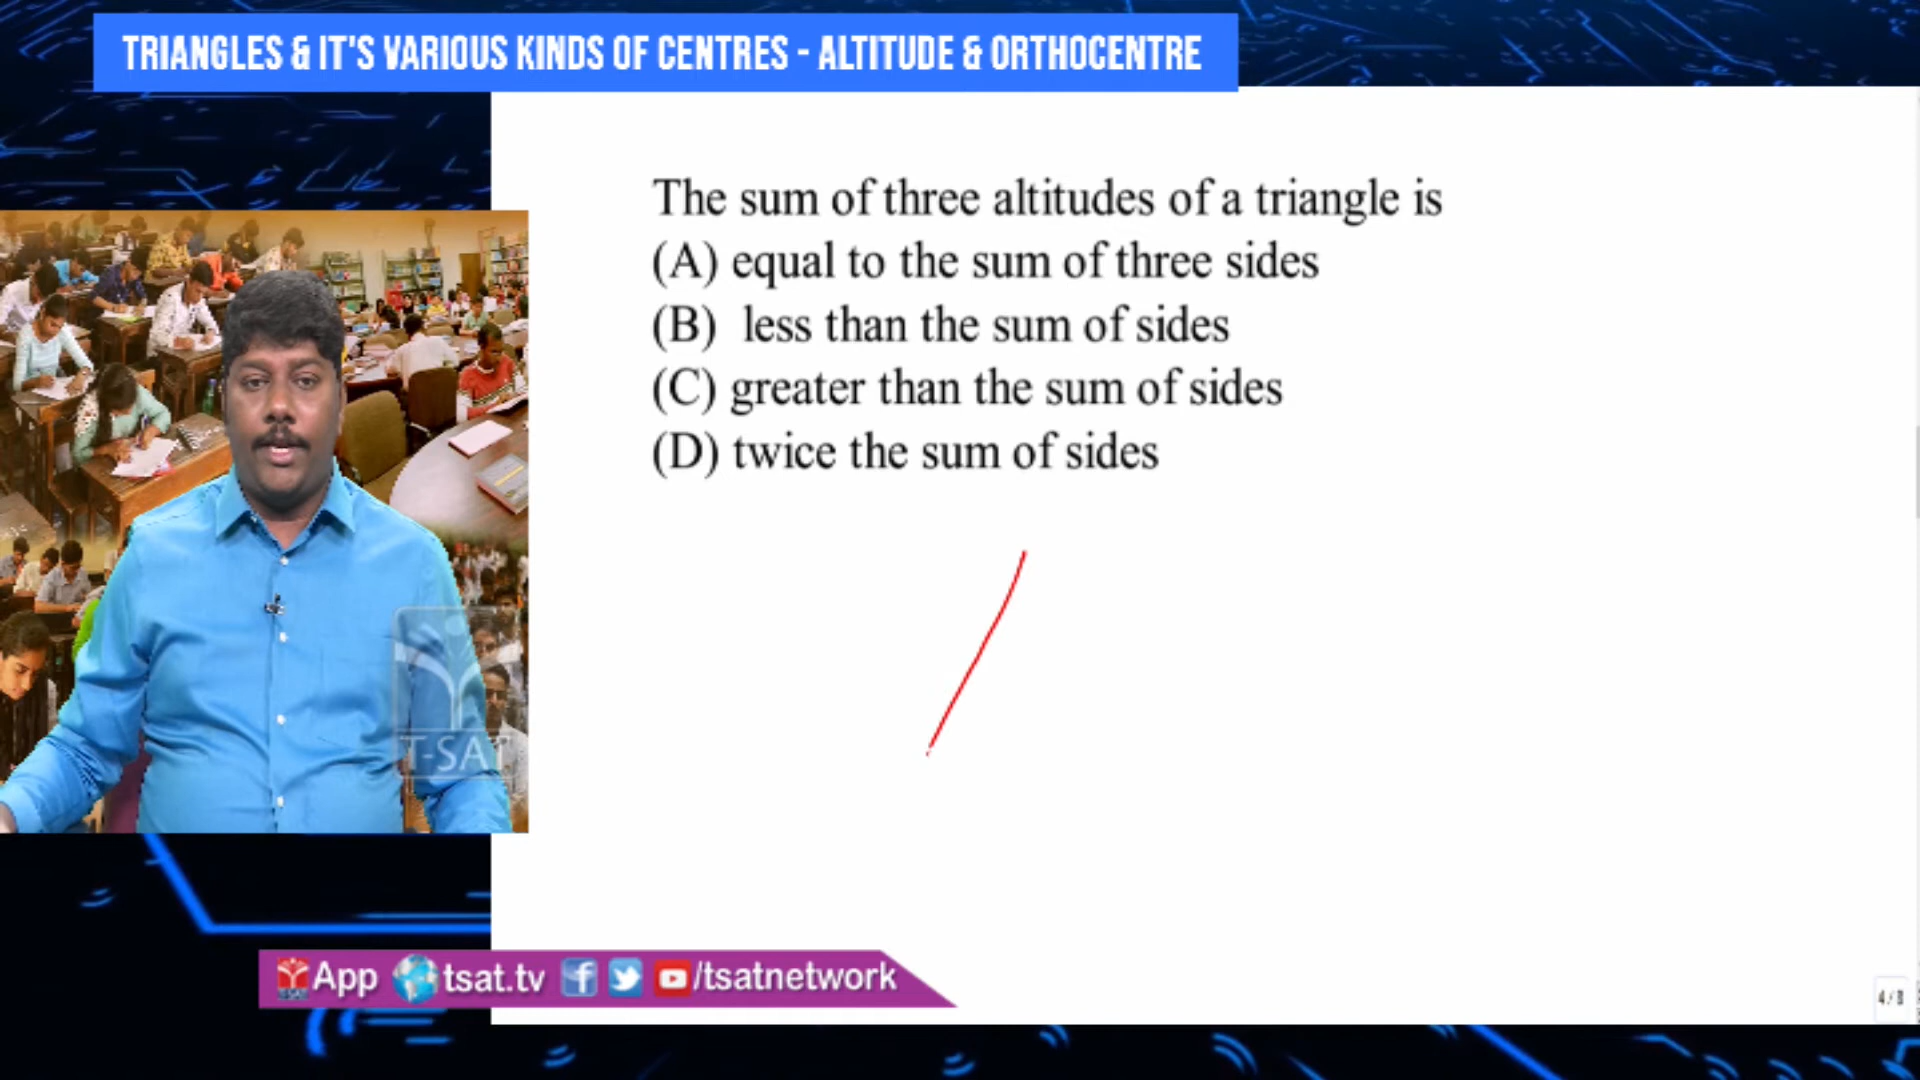 TRIANGLES & IT'S VARIOUS KINDS OF CENTRES - ALTITUDE & ORTHOCENTRE
The sum of three altitudes of a triangle is
(A) equal to the sum of three sides
(B) less than the sum of sides
(C) greater than the sum of sides
(D) twice the sum of sides
T-SAT
App tsat.tv /tsatnetwork
4/8